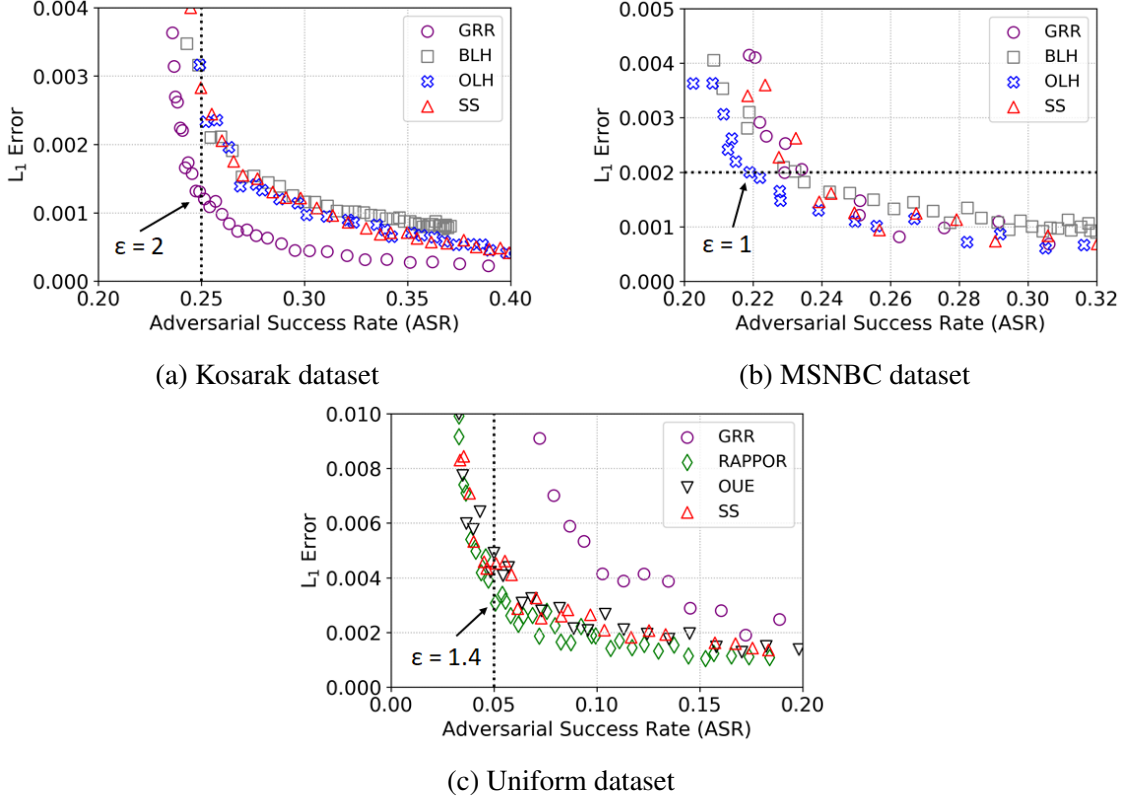 0.004
0.003
0.002
0.001
0.000
L₁ Error
GRR
BLH
OLH
SS
ε = 2
0.20 0.25 0.30 0.35 0.40
Adversarial Success Rate (ASR)
(a) Kosarak dataset
0.005
0.004
0.003
0.002
0.001
0.000
L₁ Error
GRR
BLH
OLH
SS
ε = 1
0.20 0.22 0.24 0.26 0.28 0.30 0.32
Adversarial Success Rate (ASR)
(b) MSNBC dataset
0.010
0.008
0.006
0.004
0.002
0.000
L₁ Error
GRR
RAPPOR
OUE
SS
ε = 1.4
0.00 0.05 0.10 0.15 0.20
Adversarial Success Rate (ASR)
(c) Uniform dataset